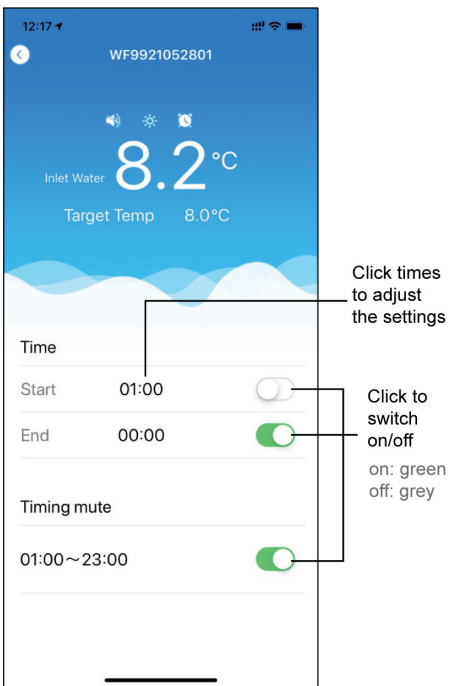 12:17
WF9921052801
Inlet Water 8.2°C
Target Temp 8.0°C
Click times
to adjust
the settings
Time
Start 01:00
End 00:00
Click to
switch
on/off
on: green
off: grey
Timing mute
01:00～23:00